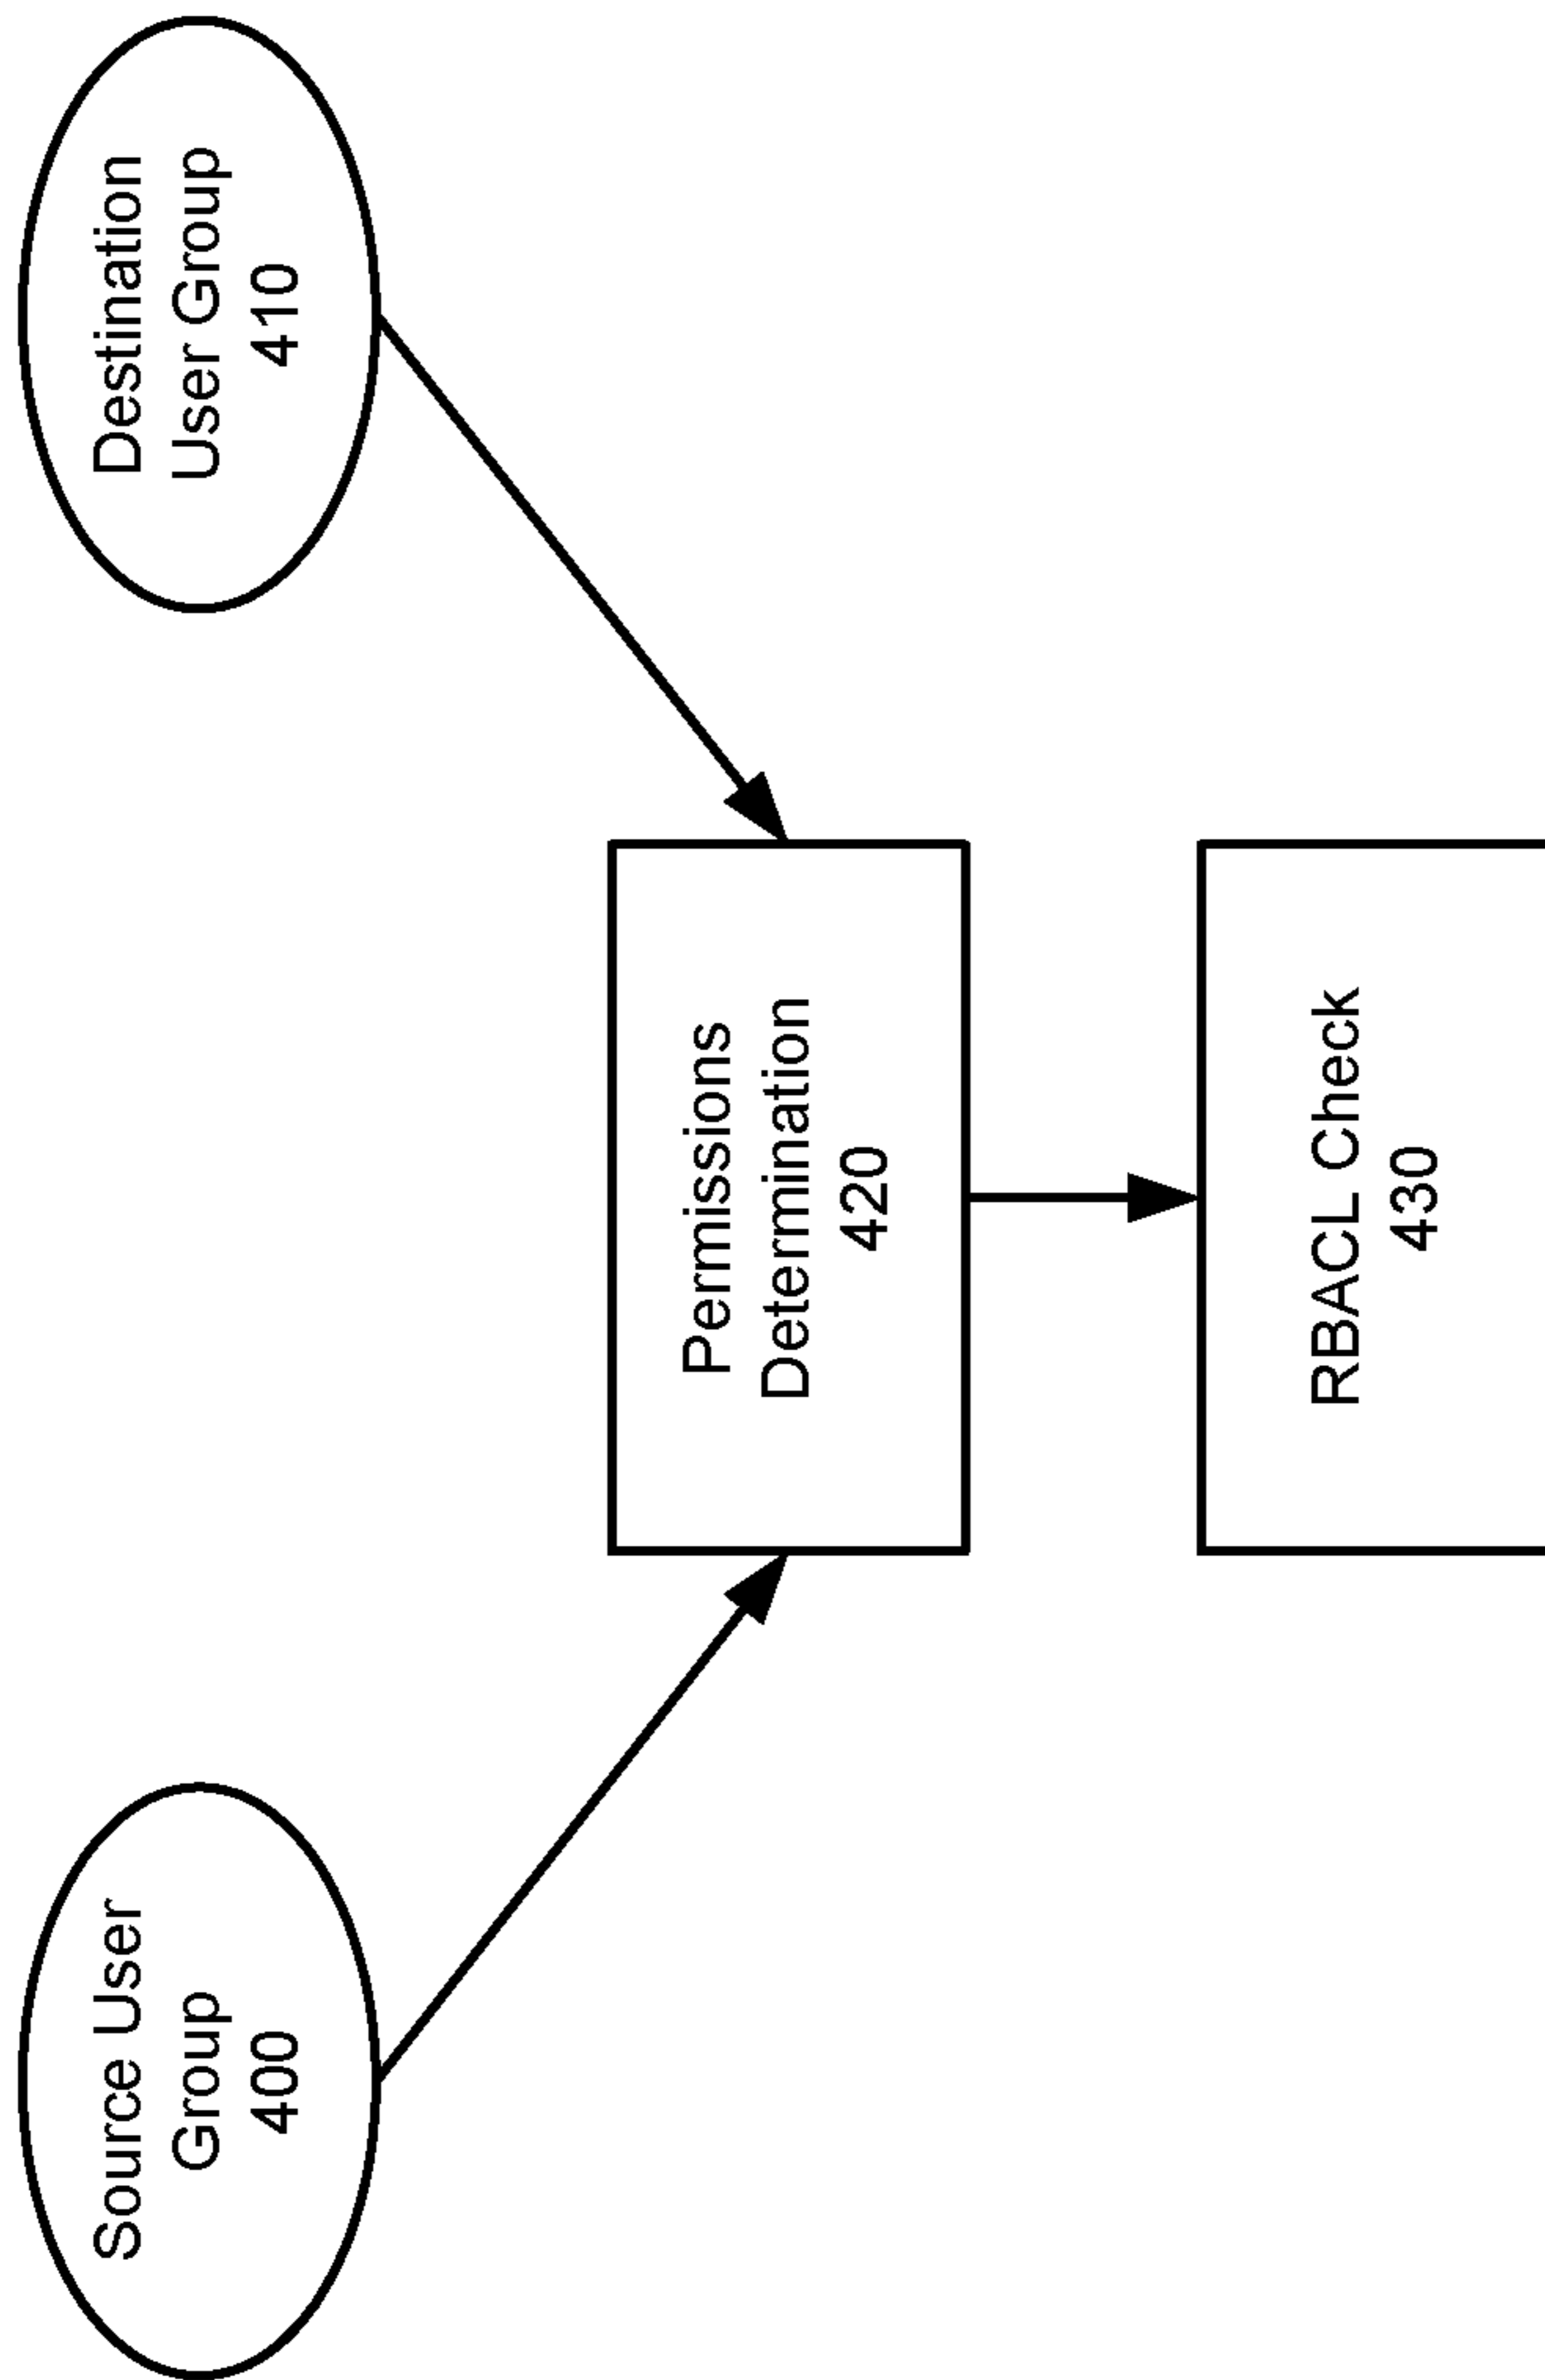 Source User
Group
400
Destination
User Group
410
Permissions
Determination
420
RBACL Check
430